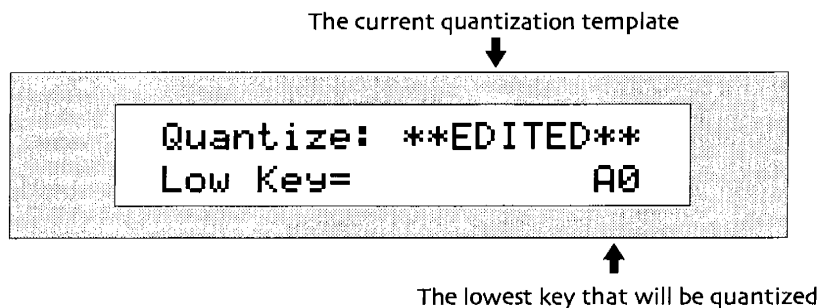 The current quantization template
Quantize: **EDITED**
Low Key= A0
The lowest key that will be quantized